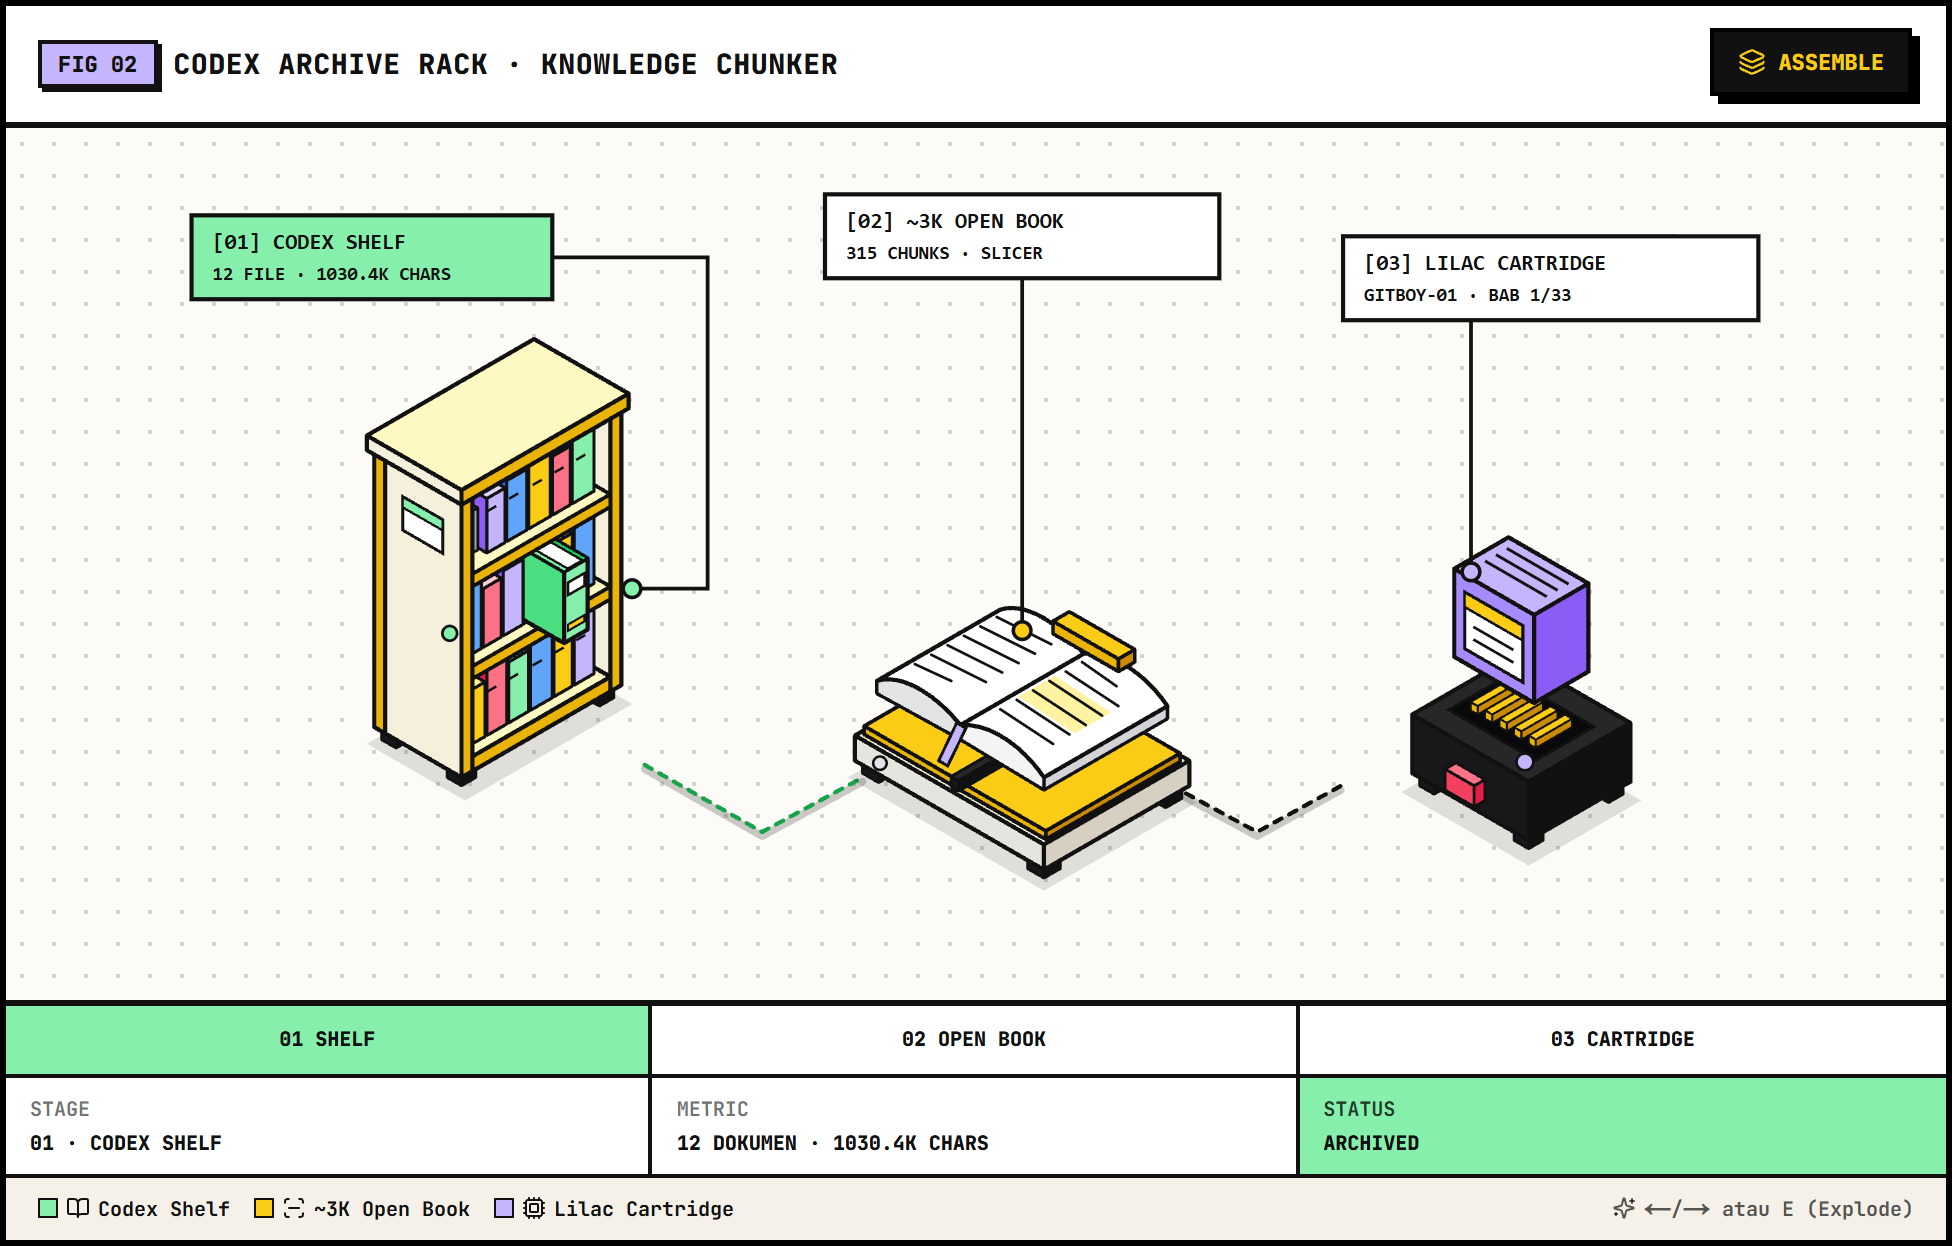 FIG 02
CODEX ARCHIVE RACK · KNOWLEDGE CHUNKER
ASSEMBLE
[01] CODEX SHELF
12 FILE · 1030.4K CHARS
[02] ~3K OPEN BOOK
315 CHUNKS · SLICER
[03] LILAC CARTRIDGE
GITBOY-01 · BAB 1/33
01 SHELF
02 OPEN BOOK
03 CARTRIDGE
STAGE
01 · CODEX SHELF
METRIC
12 DOKUMEN · 1030.4K CHARS
STATUS
ARCHIVED
Codex Shelf
~3K Open Book
Lilac Cartridge
←/→ atau E (Explode)